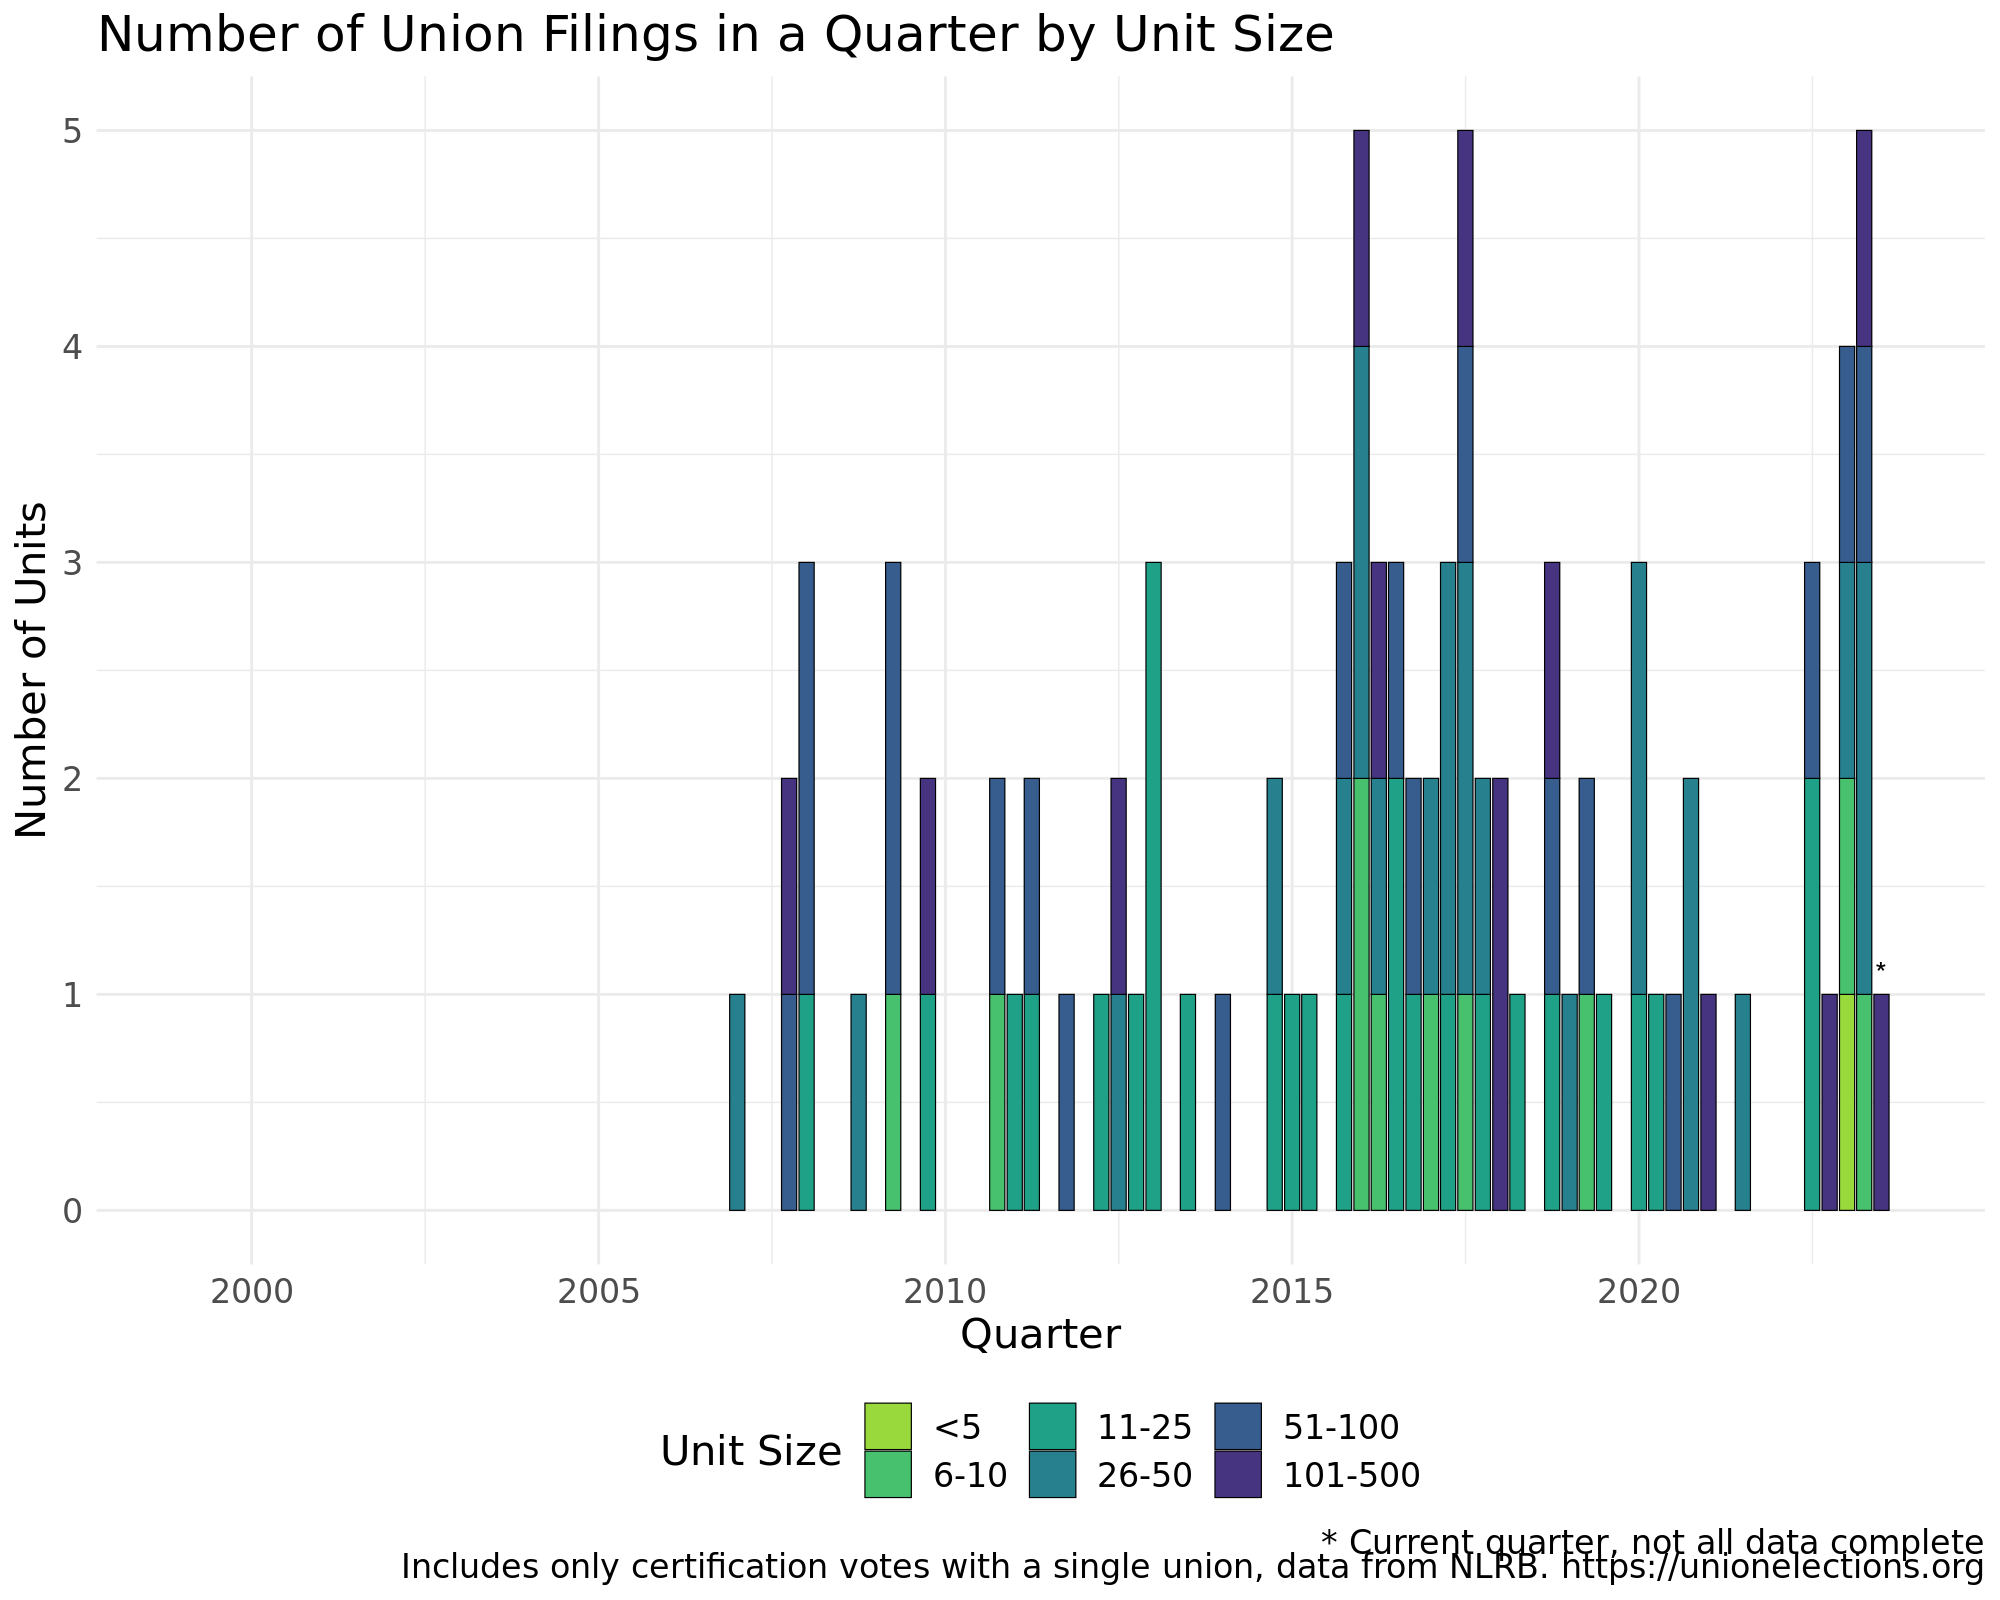 Number of Union Filings in a Quarter by Unit Size
Number of Units
5
4
3
2
1
0
*
2000 2005 2010 2015 2020
Quarter
Unit Size
<5 11-25 51-100
6-10 26-50 101-500
* Current quarter, not all data complete
Includes only certification votes with a single union, data from NLRB. https://unionelections.org